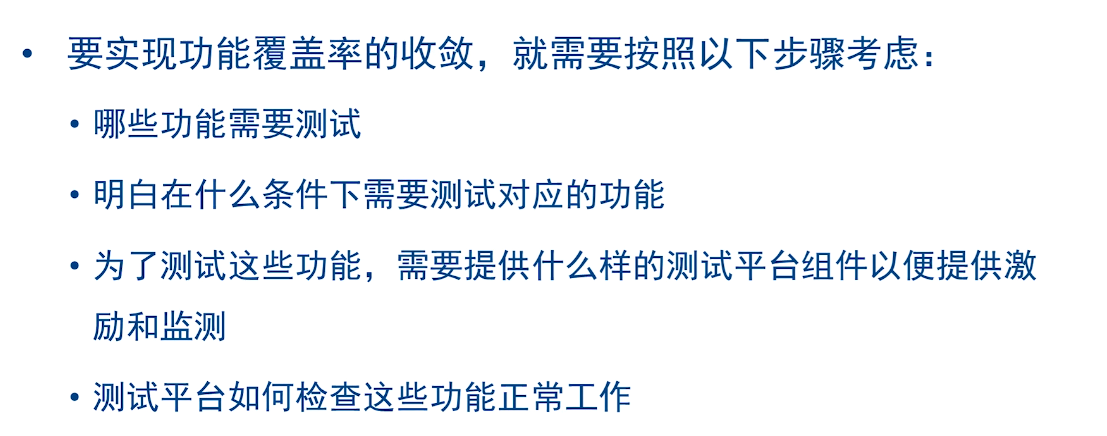 • 要实现功能覆盖率的收敛，就需要按照以下步骤考虑：
• 哪些功能需要测试
• 明白在什么条件下需要测试对应的功能
• 为了测试这些功能，需要提供什么样的测试平台组件以便提供激
励和监测
• 测试平台如何检查这些功能正常工作